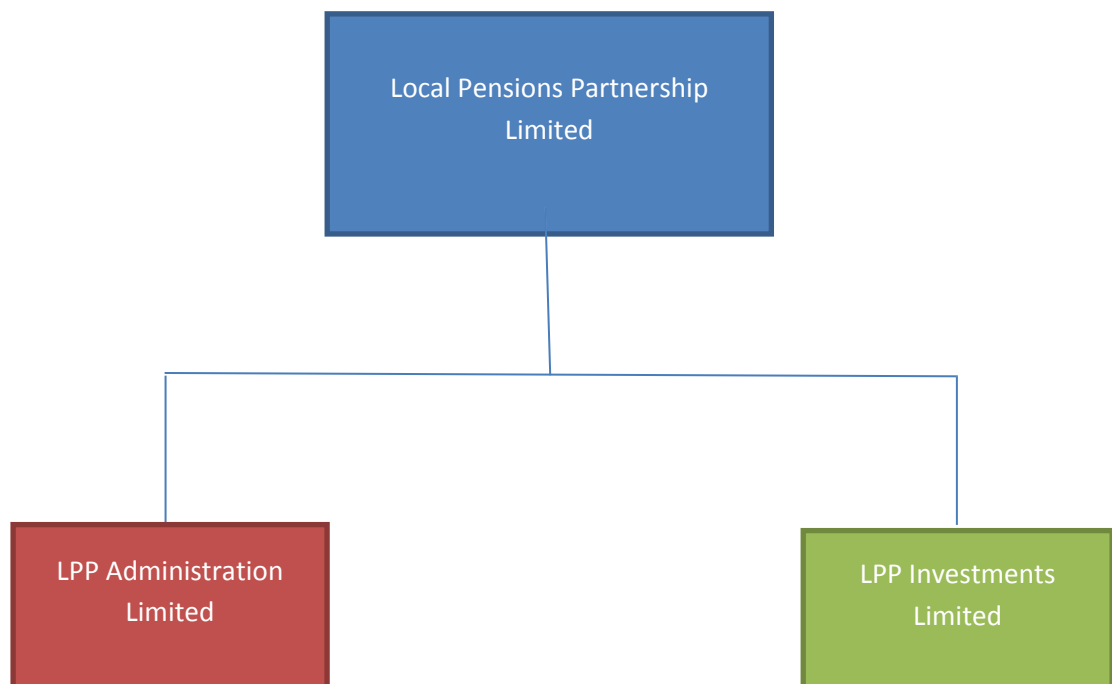 Local Pensions Partnership
Limited
LPP Administration
Limited
LPP Investments
Limited